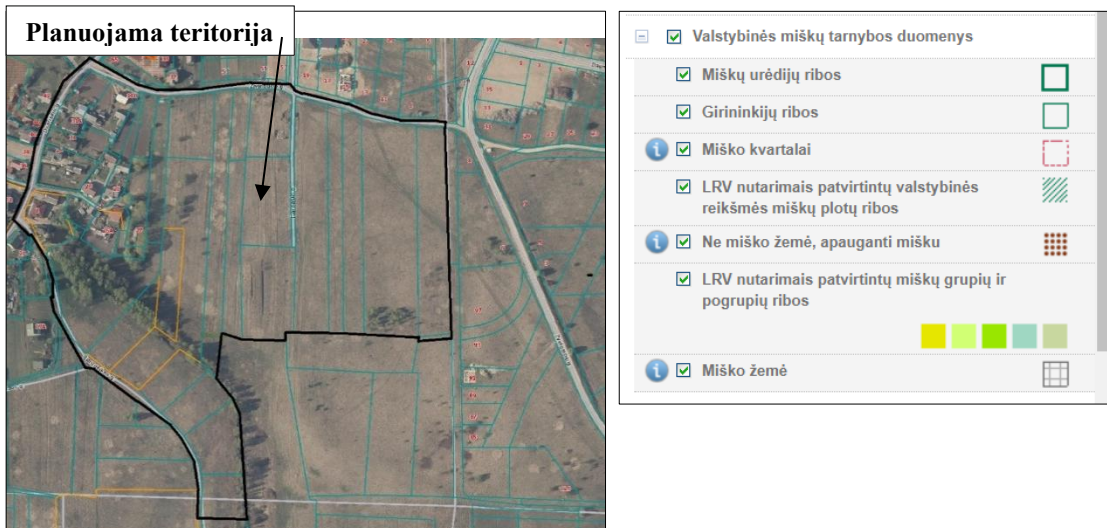 Planuojama teritorija
Valstybinės miškų tarnybos duomenys
Miškų urėdijų ribos
Girininkijų ribos
Miško kvartalai
LRV nutarimais patvirtintų valstybinės
reikšmės miškų plotų ribos
Ne miško žemė, apauganti mišku
LRV nutarimais patvirtintų miškų grupių ir
pogrupių ribos
Miško žemė